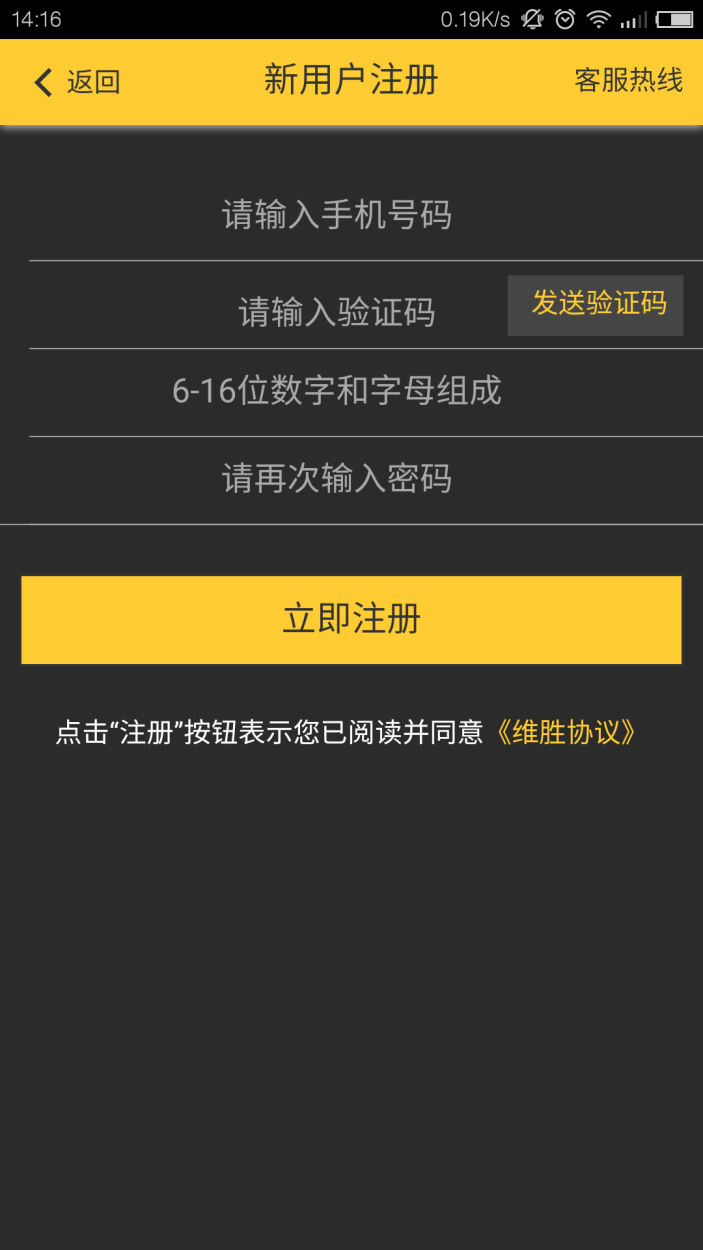 14:16 0.19K/s
返回 新用户注册 客服热线
请输入手机号码
请输入验证码 发送验证码
6-16位数字和字母组成
请再次输入密码
立即注册
点击“注册”按钮表示您已阅读并同意《维胜协议》